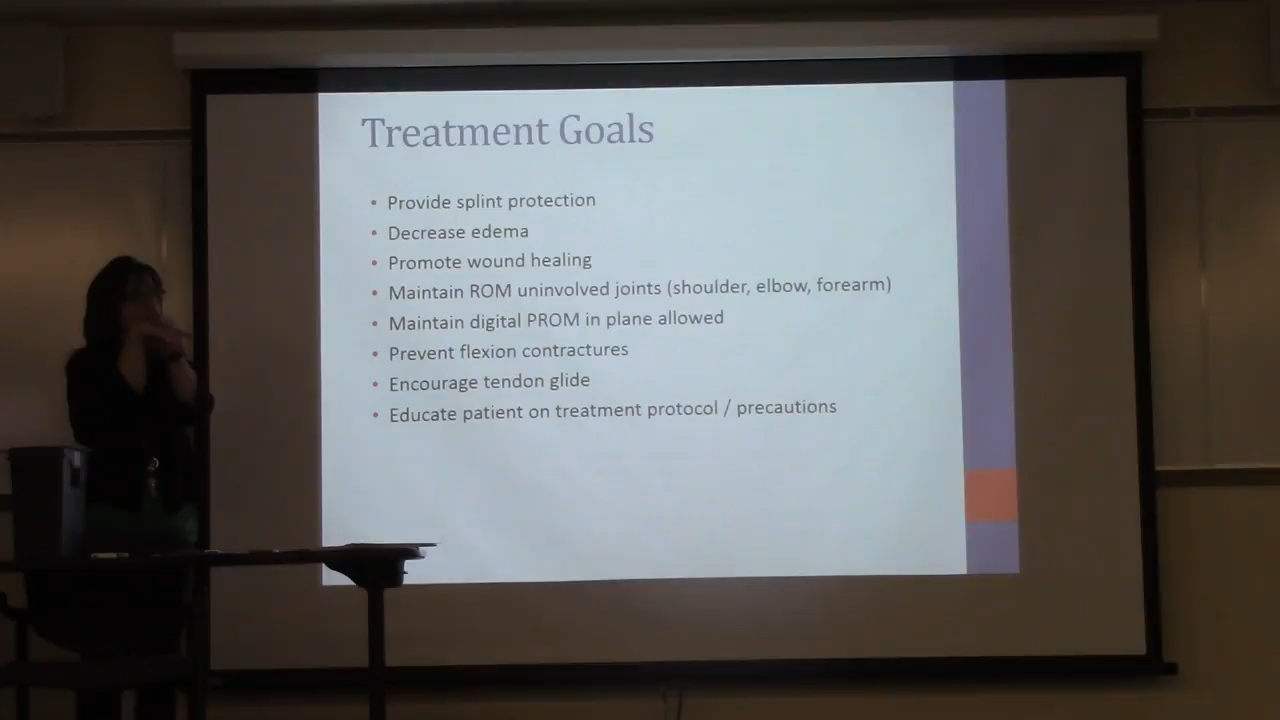 Treatment Goals
• Provide splint protection
• Decrease edema
• Promote wound healing
• Maintain ROM uninvolved joints (shoulder, elbow, forearm)
• Maintain digital PROM in plane allowed
• Prevent flexion contractures
• Encourage tendon glide
• Educate patient on treatment protocol / precautions